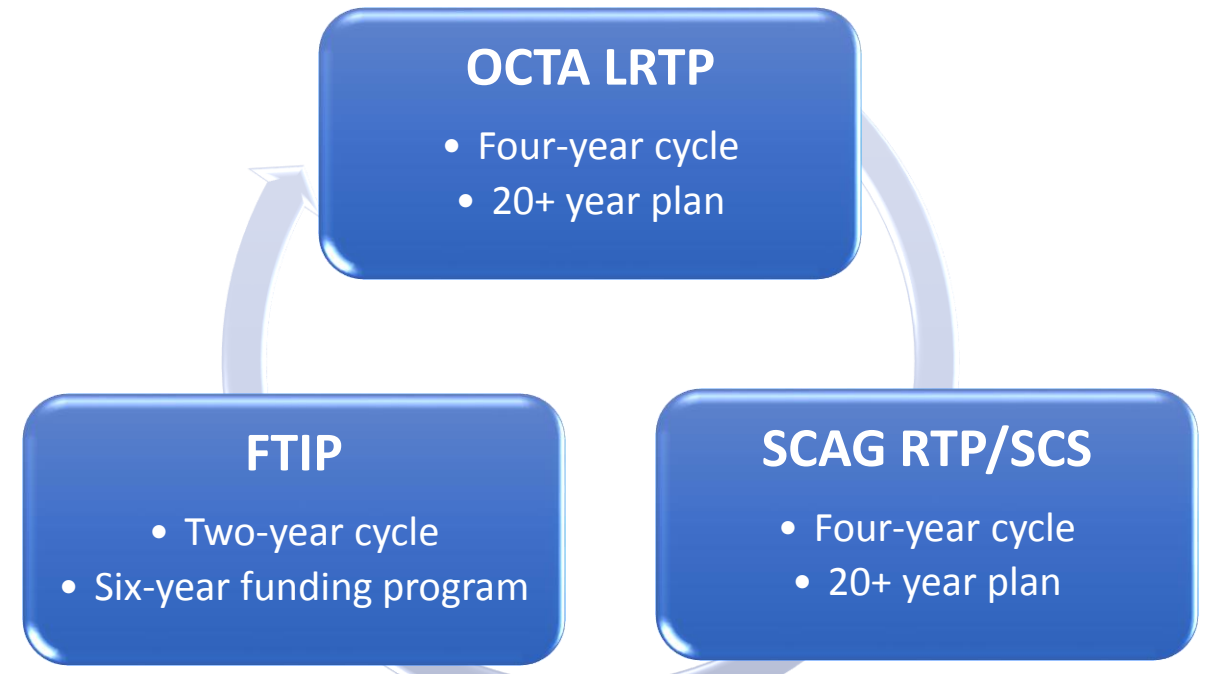 OCTA LRTP
• Four-year cycle
• 20+ year plan
FTIP
• Two-year cycle
• Six-year funding program
SCAG RTP/SCS
• Four-year cycle
• 20+ year plan